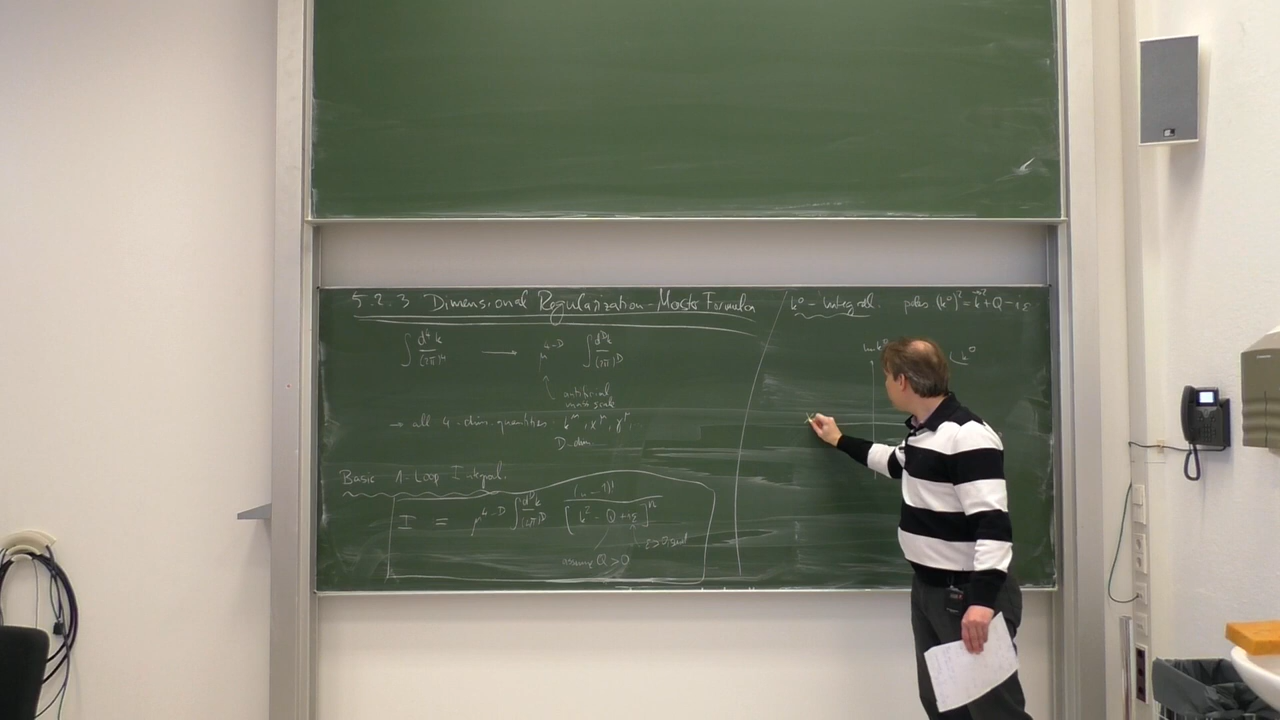 5.2.3 Dimensional Regularization - Master Formula
∫ d⁴k/(2π)⁴ → μ^{4-D} ∫ d^Dk/(2π)^D
artificial
mass scale
→ all 4-dim. quantities k^μ, x^μ, γ^μ,
D-dim
Basic 1-Loop Integral.
I = μ^{4-D} ∫ d^Dk/(2π)^D (n-1)!/[k² - Q + iε]^n
ε>0, small
assume Q>0
k⁰-integral. poles (k⁰)² = k⃗² + Q - iε
Im k⁰
k⁰